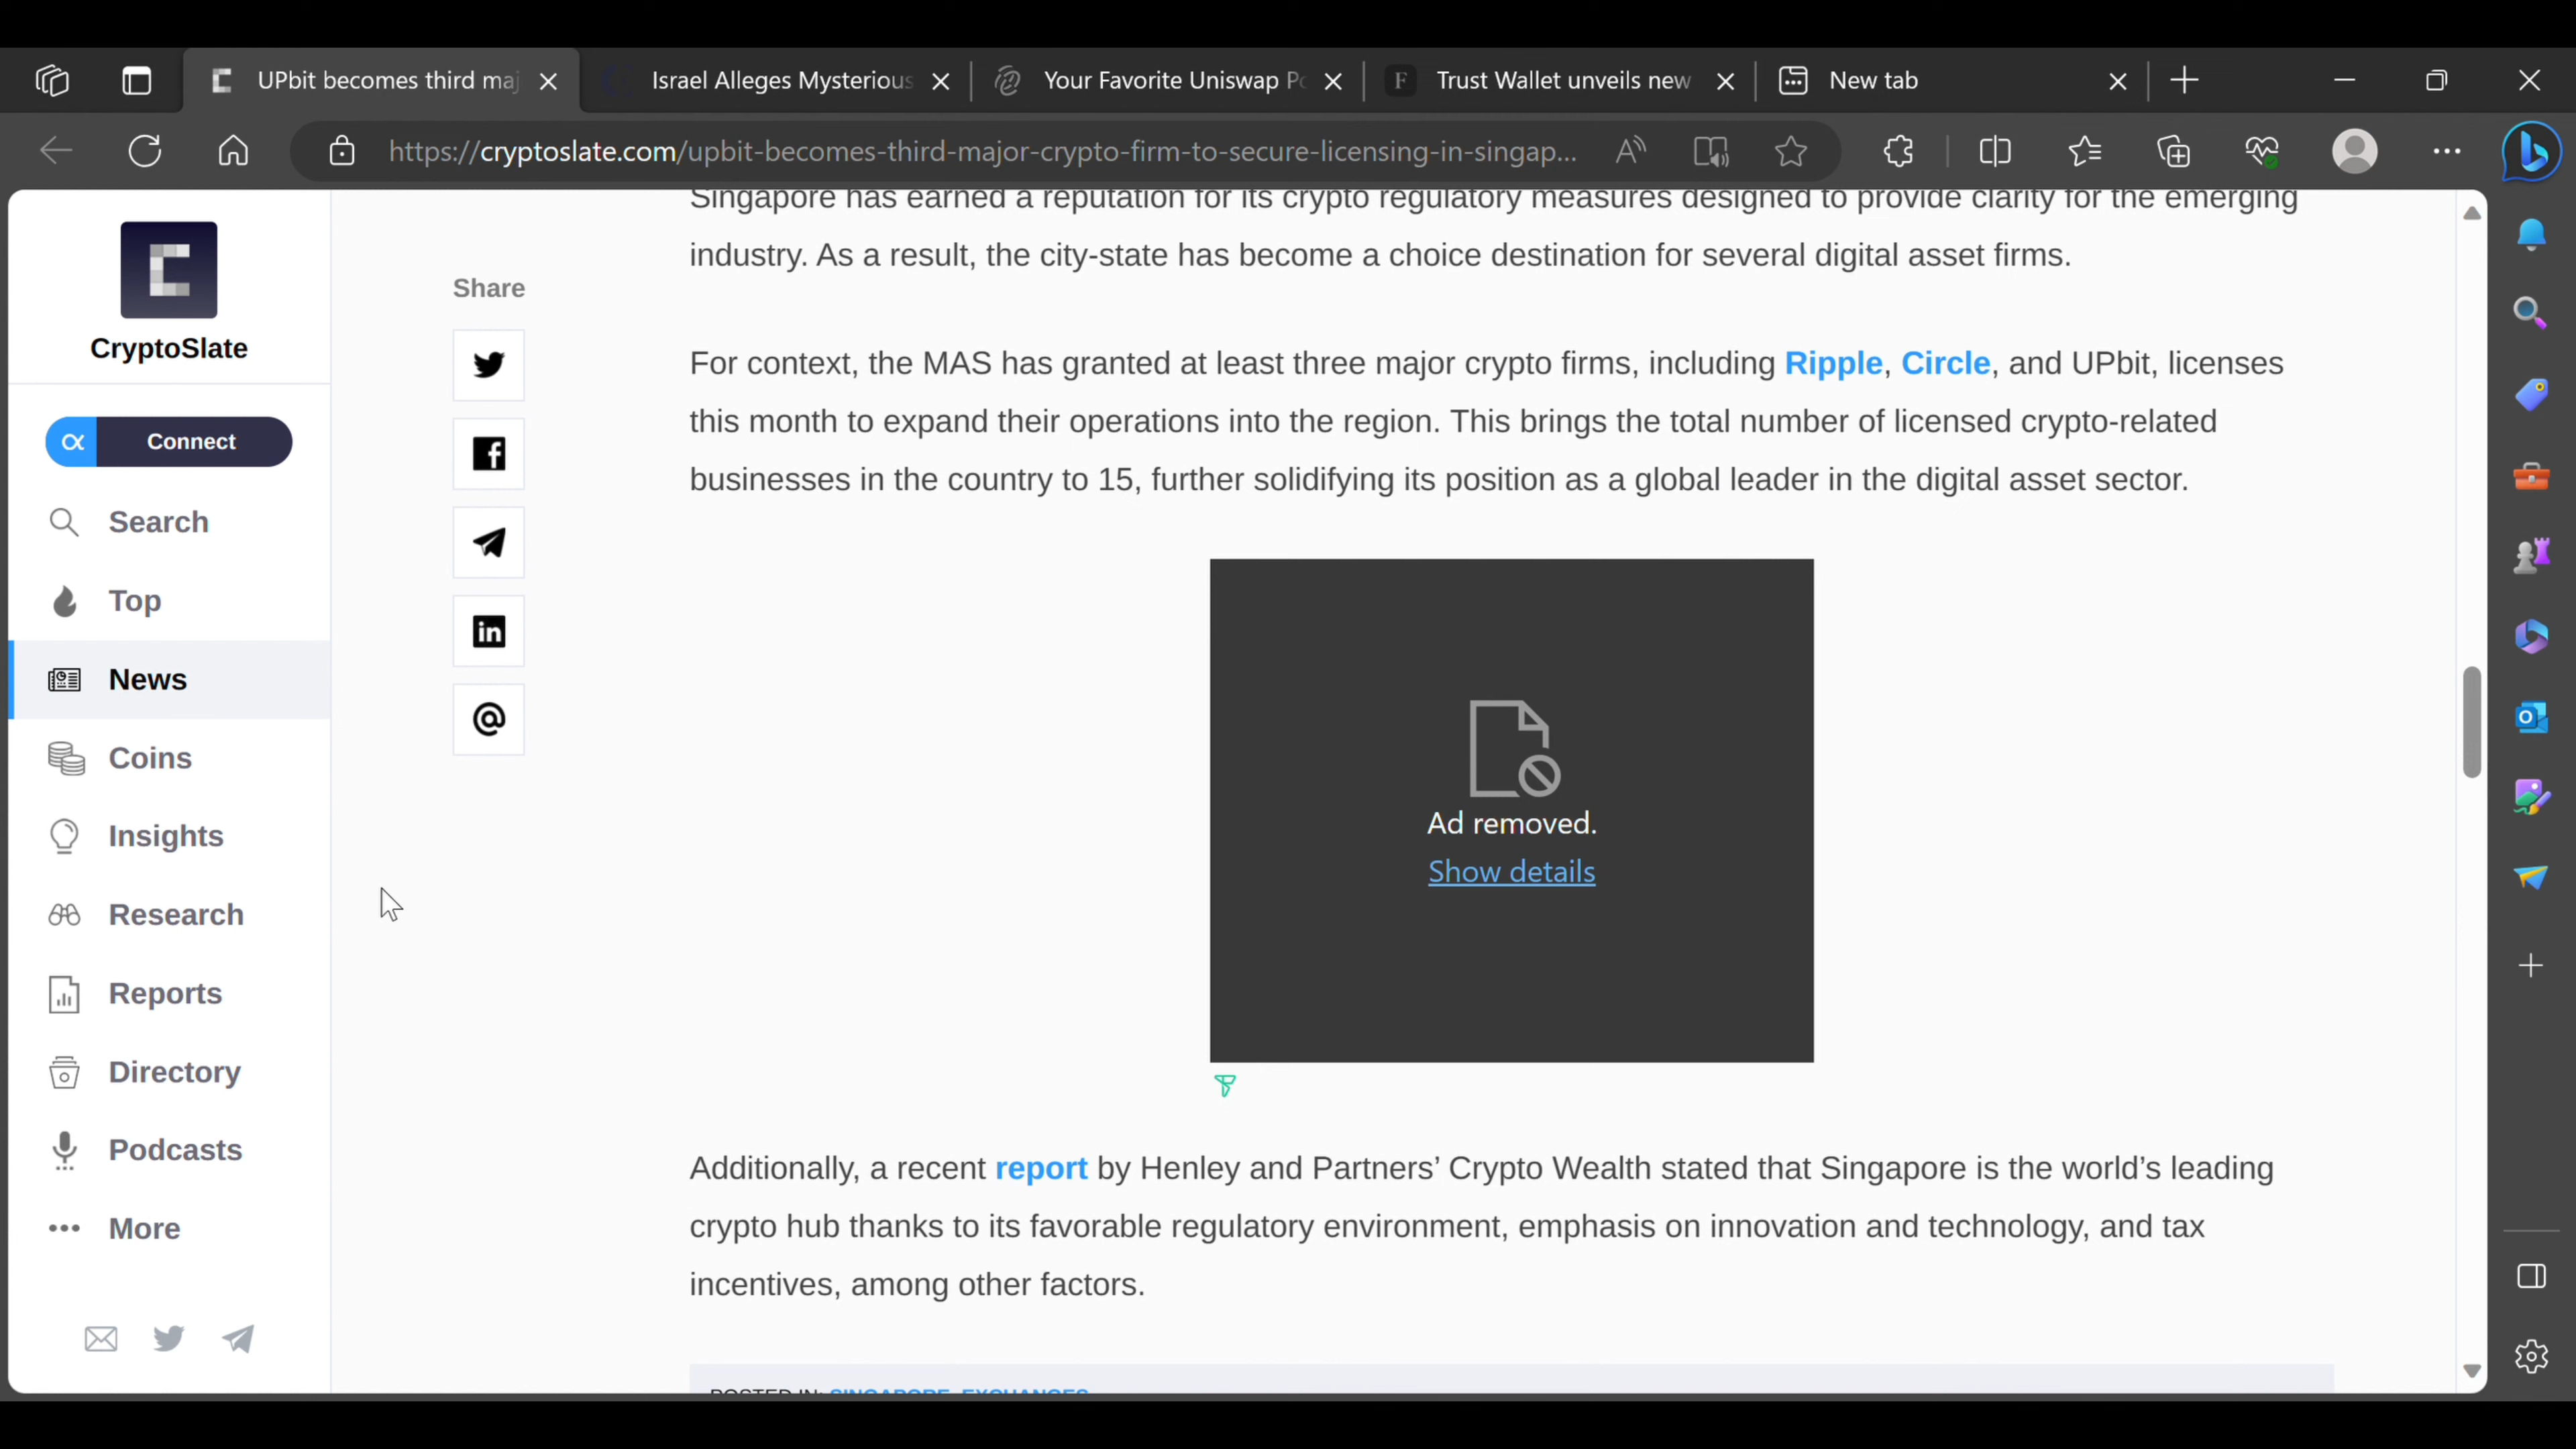 UPbit becomes third maj
Israel Alleges Mysterious
Your Favorite Uniswap Po
Trust Wallet unveils new
New tab
https://cryptoslate.com/upbit-becomes-third-major-crypto-firm-to-secure-licensing-in-singap...
CryptoSlate
Connect
Search
Top
News
Coins
Insights
Research
Reports
Directory
Podcasts
More
Share
Singapore has earned a reputation for its crypto regulatory measures designed to provide clarity for the emerging
industry. As a result, the city-state has become a choice destination for several digital asset firms.
For context, the MAS has granted at least three major crypto firms, including Ripple, Circle, and UPbit, licenses
this month to expand their operations into the region. This brings the total number of licensed crypto-related
businesses in the country to 15, further solidifying its position as a global leader in the digital asset sector.
Ad removed.
Show details
Additionally, a recent report by Henley and Partners’ Crypto Wealth stated that Singapore is the world’s leading
crypto hub thanks to its favorable regulatory environment, emphasis on innovation and technology, and tax
incentives, among other factors.
POSTED IN: SINGAPORE, EXCHANGES